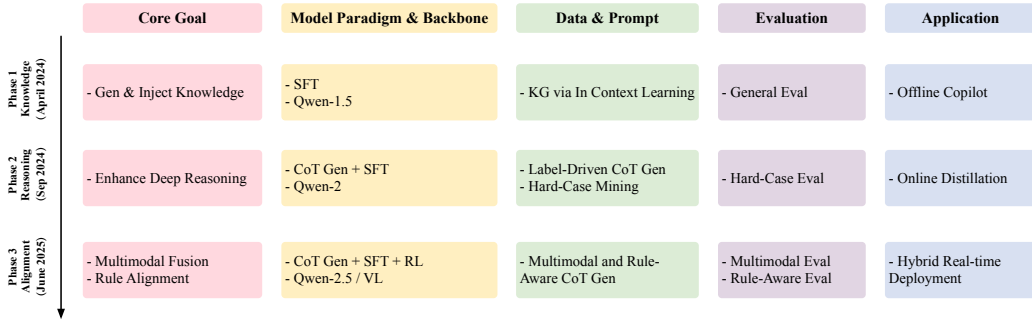 Core Goal
Model Paradigm & Backbone
Data & Prompt
Evaluation
Application
Phase 1
Knowledge
(April 2024)
- Gen & Inject Knowledge
- SFT
- Qwen-1.5
- KG via In Context Learning
- General Eval
- Offline Copilot
Phase 2
Reasoning
(Sep 2024)
- Enhance Deep Reasoning
- CoT Gen + SFT
- Qwen-2
- Label-Driven CoT Gen
- Hard-Case Mining
- Hard-Case Eval
- Online Distillation
Phase 3
Alignment
(June 2025)
- Multimodal Fusion
- Rule Alignment
- CoT Gen + SFT + RL
- Qwen-2.5 / VL
- Multimodal and Rule-
Aware CoT Gen
- Multimodal Eval
- Rule-Aware Eval
- Hybrid Real-time
Deployment